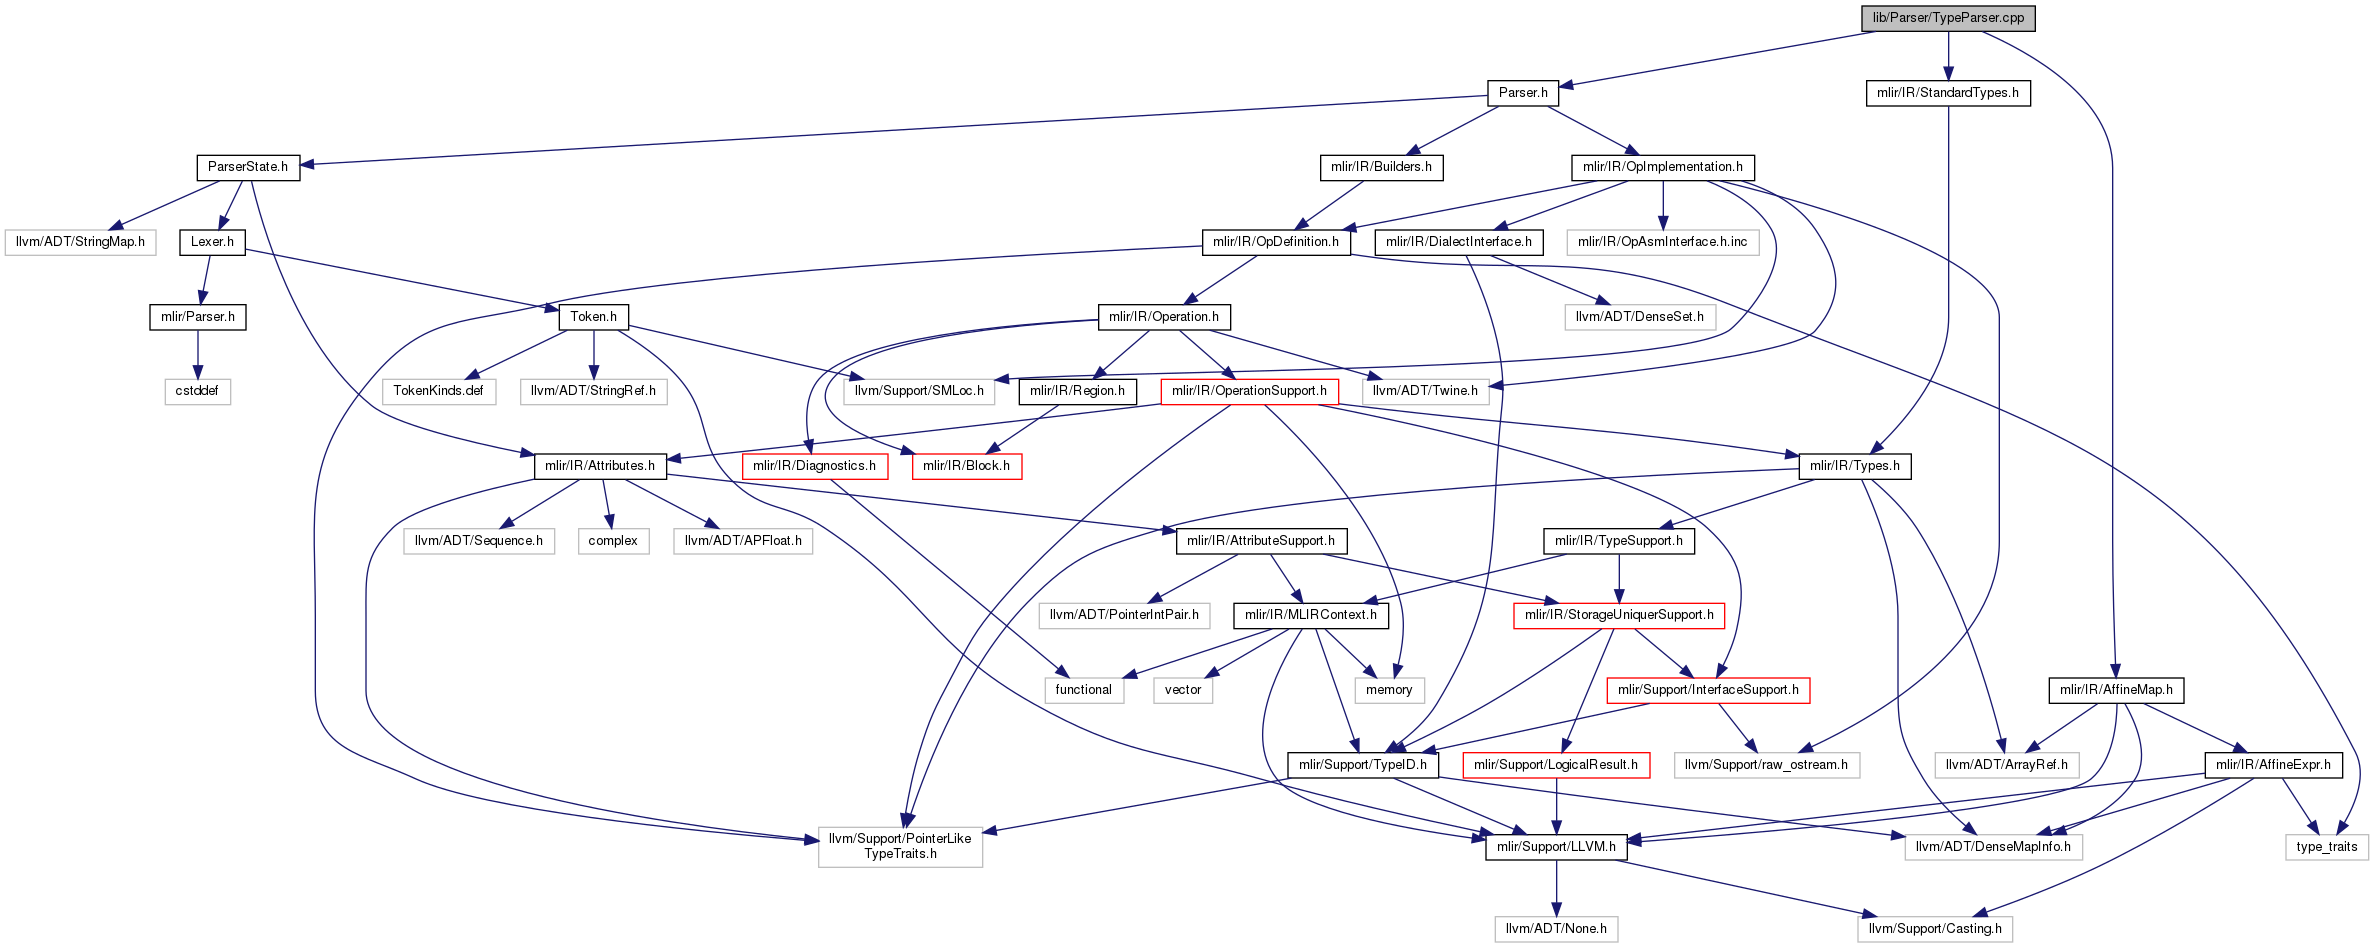 lib/Parser/TypeParser.cpp
Parser.h
mlir/IR/StandardTypes.h
ParserState.h
mlir/IR/Builders.h
mlir/IR/OpImplementation.h
llvm/ADT/StringMap.h
Lexer.h
mlir/IR/OpDefinition.h
mlir/IR/DialectInterface.h
mlir/IR/OpAsmInterface.h.inc
mlir/Parser.h
Token.h
mlir/IR/Operation.h
llvm/ADT/DenseSet.h
cstddef
TokenKinds.def
llvm/ADT/StringRef.h
llvm/Support/SMLoc.h
mlir/IR/Region.h
mlir/IR/OperationSupport.h
llvm/ADT/Twine.h
mlir/IR/Attributes.h
mlir/IR/Diagnostics.h
mlir/IR/Block.h
mlir/IR/Types.h
llvm/ADT/Sequence.h
complex
llvm/ADT/APFloat.h
mlir/IR/AttributeSupport.h
mlir/IR/TypeSupport.h
llvm/ADT/PointerIntPair.h
mlir/IR/MLIRContext.h
mlir/IR/StorageUniquerSupport.h
functional
vector
memory
mlir/Support/InterfaceSupport.h
mlir/IR/AffineMap.h
mlir/Support/TypeID.h
mlir/Support/LogicalResult.h
llvm/Support/raw_ostream.h
llvm/ADT/ArrayRef.h
mlir/IR/AffineExpr.h
llvm/Support/PointerLike
TypeTraits.h
mlir/Support/LLVM.h
llvm/ADT/DenseMapInfo.h
type_traits
llvm/ADT/None.h
llvm/Support/Casting.h